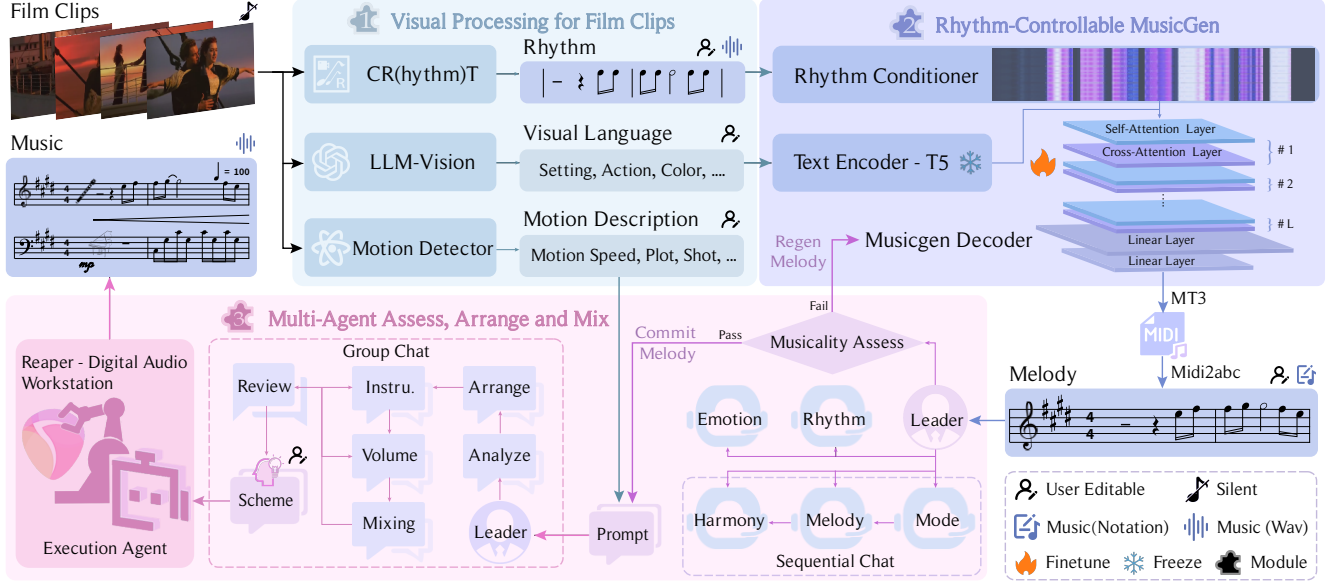 Film Clips
Music
= 100
mp
1
Visual Processing for Film Clips
CR(hythm)T
R
Rhythm
LLM-Vision
Visual Language
Setting, Action, Color, ....
Motion Detector
Motion Description
Motion Speed, Plot, Shot, ...
2
Rhythm-Controllable MusicGen
Rhythm Conditioner
Text Encoder - T5
Self-Attention Layer
Cross-Attention Layer
# 1
# 2
# L
Linear Layer
Linear Layer
Musicgen Decoder
Regen
Melody
MT3
MIDI
Midi2abc
Melody
3
Multi-Agent Assess, Arrange and Mix
Reaper - Digital Audio
Workstation
Execution Agent
Group Chat
Review
Instru.
Arrange
Volume
Analyze
Scheme
Mixing
Leader
Prompt
Commit
Melody
Pass
Fail
Musicality Assess
Emotion
Rhythm
Leader
Harmony
Melody
Mode
Sequential Chat
User Editable
Silent
Music(Notation)
Music (Wav)
Finetune
Freeze
Module